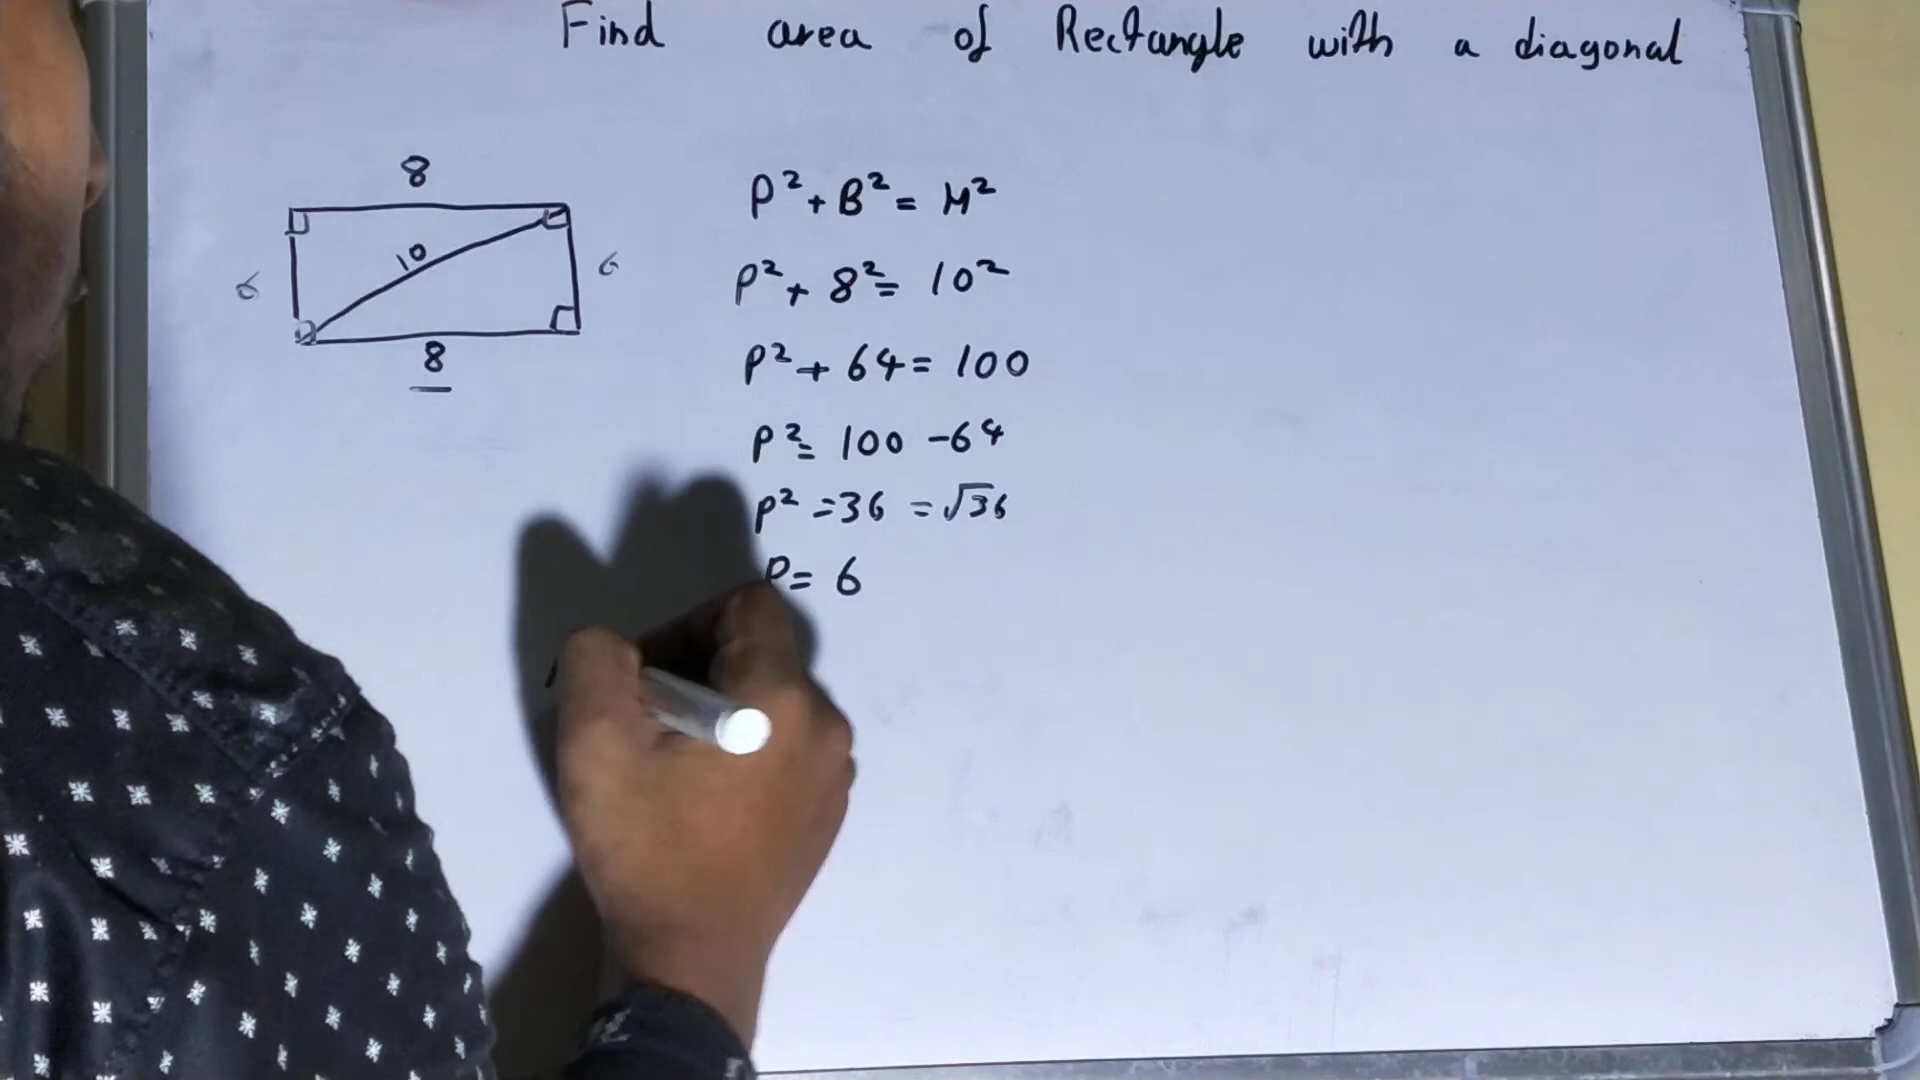 Find area of Rectangle with a diagonal
8
10
6
6
8
P² + B² = H²
P² + 8² = 10²
P² + 64 = 100
P² = 100 - 64
P² = 36 = √36
P = 6